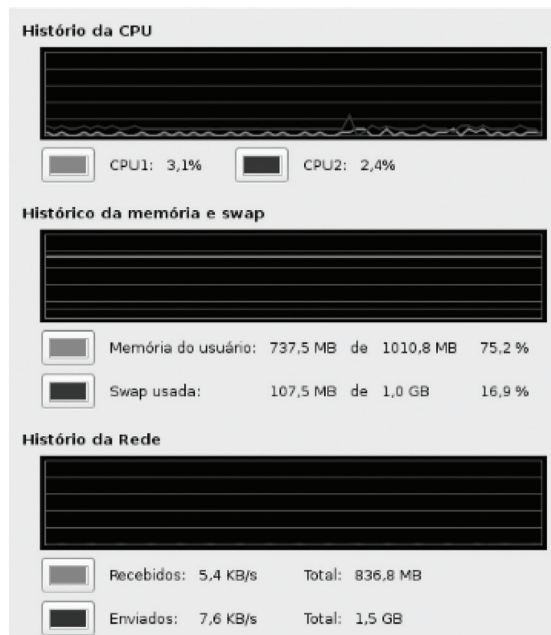 Histório da CPU
CPU1: 3,1% CPU2: 2,4%
Histórico da memória e swap
Memória do usuário: 737,5 MB de 1010,8 MB 75,2 %
Swap usada: 107,5 MB de 1,0 GB 16,9 %
Histório da Rede
Recebidos: 5,4 KB/s Total: 836,8 MB
Enviados: 7,6 KB/s Total: 1,5 GB